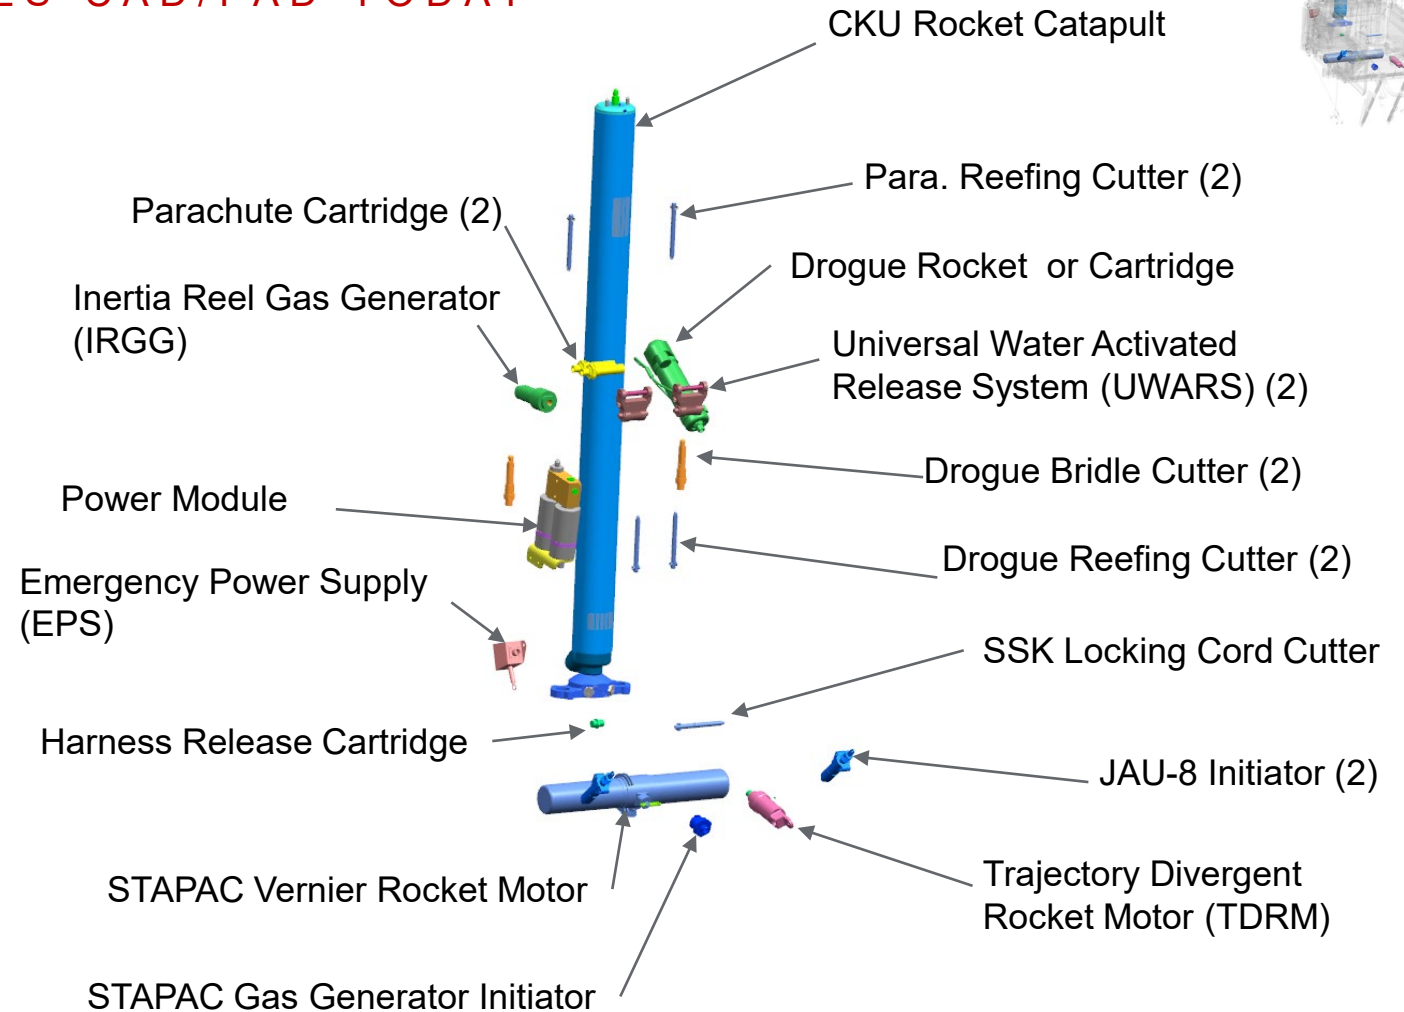 CAD/PAD TODAY
CKU Rocket Catapult
Para. Reefing Cutter (2)
Parachute Cartridge (2)
Drogue Rocket or Cartridge
Inertia Reel Gas Generator
(IRGG)
Universal Water Activated
Release System (UWARS) (2)
Drogue Bridle Cutter (2)
Power Module
Drogue Reefing Cutter (2)
Emergency Power Supply
(EPS)
SSK Locking Cord Cutter
Harness Release Cartridge
JAU-8 Initiator (2)
STAPAC Vernier Rocket Motor
Trajectory Divergent
Rocket Motor (TDRM)
STAPAC Gas Generator Initiator